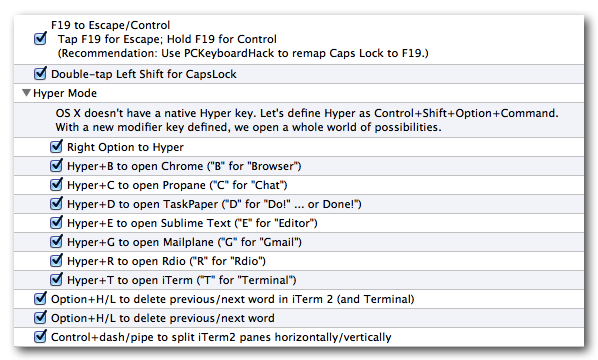 F19 to Escape/Control
Tap F19 for Escape; Hold F19 for Control
(Recommendation: Use PCKeyboardHack to remap Caps Lock to F19.)
Double-tap Left Shift for CapsLock
Hyper Mode
OS X doesn't have a native Hyper key. Let's define Hyper as Control+Shift+Option+Command.
With a new modifier key defined, we open a whole world of possibilities.
Right Option to Hyper
Hyper+B to open Chrome ("B" for "Browser")
Hyper+C to open Propane ("C" for "Chat")
Hyper+D to open TaskPaper ("D" for "Do!" ... or Done!")
Hyper+E to open Sublime Text ("E" for "Editor")
Hyper+G to open Mailplane ("G" for "Gmail")
Hyper+R to open Rdio ("R" for "Rdio")
Hyper+T to open iTerm ("T" for "Terminal")
Option+H/L to delete previous/next word in iTerm 2 (and Terminal)
Option+H/L to delete previous/next word
Control+dash/pipe to split iTerm2 panes horizontally/vertically